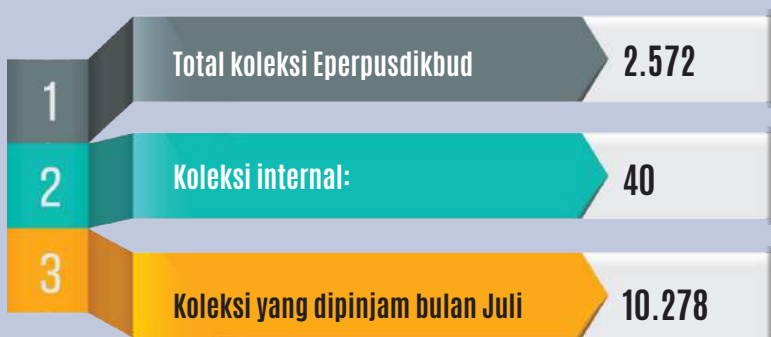 1 Total koleksi Eperpusdikbud 2.572
2 Koleksi internal: 40
3 Koleksi yang dipinjam bulan Juli 10.278